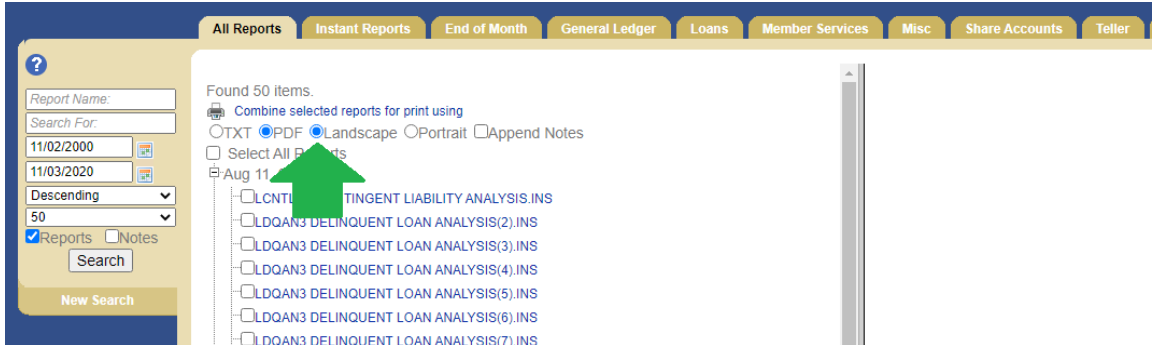 All Reports Instant Reports End of Month General Ledger Loans Member Services Misc Share Accounts Teller
?
Report Name:
Search For:
11/02/2000
11/03/2020
Descending
50
Reports Notes
Search
New Search
Found 50 items.
Combine selected reports for print using
TXT PDF Landscape Portrait Append Notes
Select All
Aug 11
LCNTL TINGENT LIABILITY ANALYSIS.INS
LDQAN3 DELINQUENT LOAN ANALYSIS(2).INS
LDQAN3 DELINQUENT LOAN ANALYSIS(3).INS
LDQAN3 DELINQUENT LOAN ANALYSIS(4).INS
LDQAN3 DELINQUENT LOAN ANALYSIS(5).INS
LDQAN3 DELINQUENT LOAN ANALYSIS(6).INS
LDQAN3 DELINQUENT LOAN ANALYSIS(7).INS